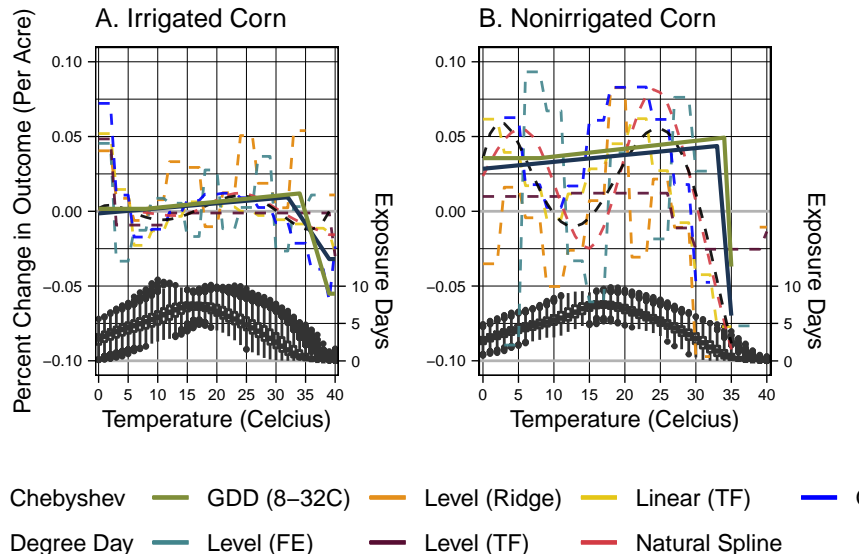 A. Irrigated Corn
B. Nonirrigated Corn
Percent Change in Outcome (Per Acre)
0.10
0.05
0.00
−0.05
−0.10
10
5
0
Exposure Days
0 5 10 15 20 25 30 35 40
Temperature (Celcius)
0.10
0.05
0.00
−0.05
−0.10
10
5
0
Exposure Days
0 5 10 15 20 25 30 35 40
Temperature (Celcius)
Chebyshev GDD (8−32C) Level (Ridge) Linear (TF)
Degree Day Level (FE) Level (TF) Natural Spline